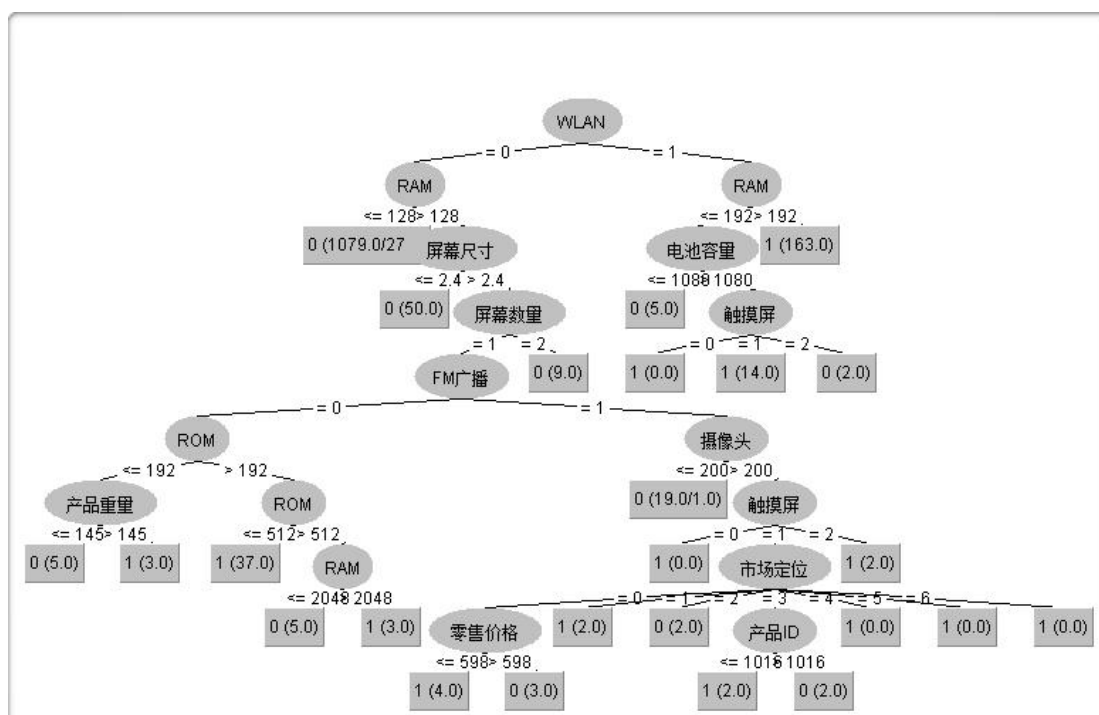 WLAN
= 0 = 1
RAM RAM
<= 128> 128 <= 192> 192
0 (1079.0/27 屏幕尺寸 电池容量 1 (163.0)
<= 2.4 > 2.4 <= 1080> 1080
0 (50.0) 屏幕数量 0 (5.0) 触摸屏
= 1 = 2 = 0 = 1 = 2
FM广播 0 (9.0) 1 (0.0) 1 (14.0) 0 (2.0)
= 0 = 1
ROM 摄像头
<= 192 > 192 <= 200> 200
产品重量 ROM 0 (19.0/1.0) 触摸屏
<= 145> 145 <= 512> 512 = 0 = 1 = 2
0 (5.0) 1 (3.0) 1 (37.0) RAM 1 (0.0) 市场定位 1 (2.0)
<= 2048 2048 = 0 = 1 = 2 = 3 = 4 = 5 = 6
0 (5.0) 1 (3.0) 零售价格 1 (2.0) 0 (2.0) 产品ID 1 (0.0) 1 (0.0) 1 (0.0)
<= 598> 598 <= 1016> 1016
1 (4.0) 0 (3.0) 1 (2.0) 0 (2.0)